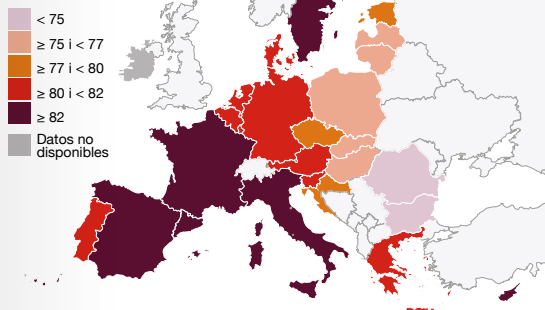 < 75
≥ 75 i < 77
≥ 77 i < 80
≥ 80 i < 82
≥ 82
Datos no
disponibles